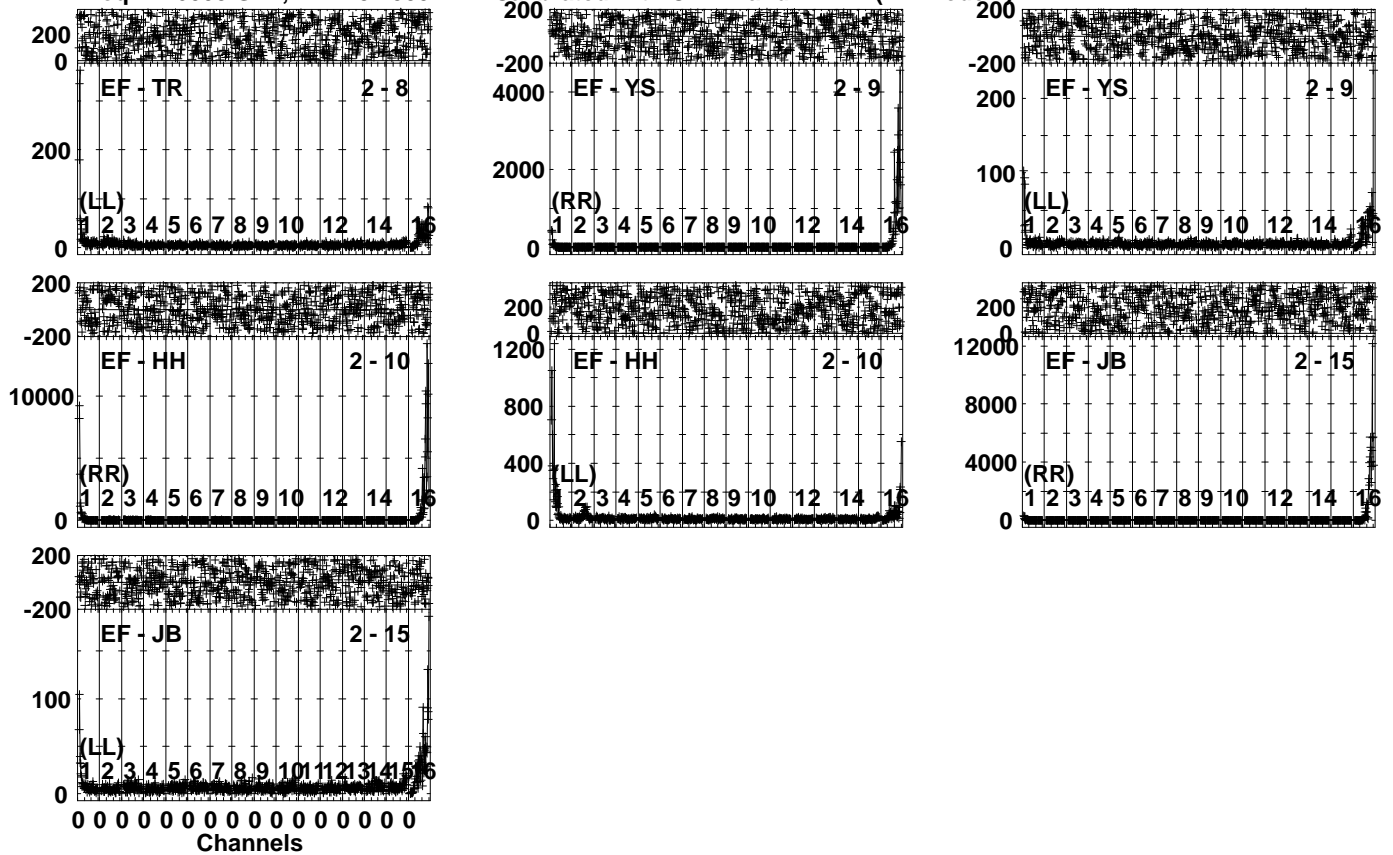 200 200 200
200
0 -200 -200
EF - TR 2 - 8 4000 EF - YS 2 - 9 200 EF - YS 2 - 9
200 2000 100
(LL) (RR) (LL)
1 2 3 4 5 6 7 8 9 10 12 14 16 1 2 3 4 5 6 7 8 9 10 12 14 16 1 2 3 4 5 6 7 8 9 10 12 14 16
0 0 0
200 200 200
-200 0 0
EF - HH 2 - 10 1200 EF - HH 2 - 10 12000 EF - JB 2 - 15
10000 800 8000
400 4000
(RR) (LL) (RR)
1 2 3 4 5 6 7 8 9 10 12 14 16 1 2 3 4 5 6 7 8 9 10 12 14 16 1 2 3 4 5 6 7 8 9 10 12 14 16
0 0 0
200
-200
EF - JB 2 - 15
100
(LL)
1 2 3 4 5 6 7 8 9 10 11 12 13 14 15 16
0
0 0 0 0 0 0 0 0 0 0 0 0 0 0 0 0
Channels